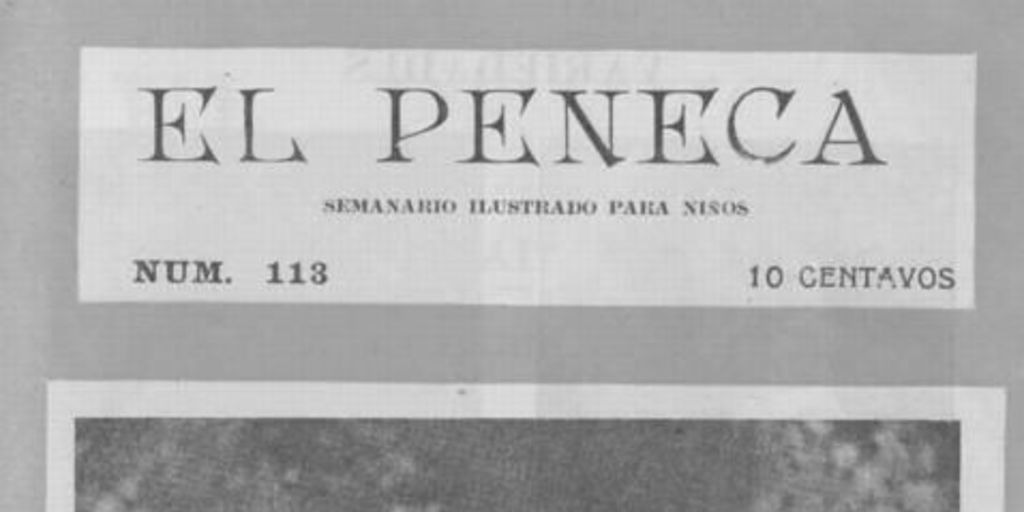 EL PENECA
SEMANARIO ILUSTRADO PARA NIÑOS
NUM. 113
10 CENTAVOS